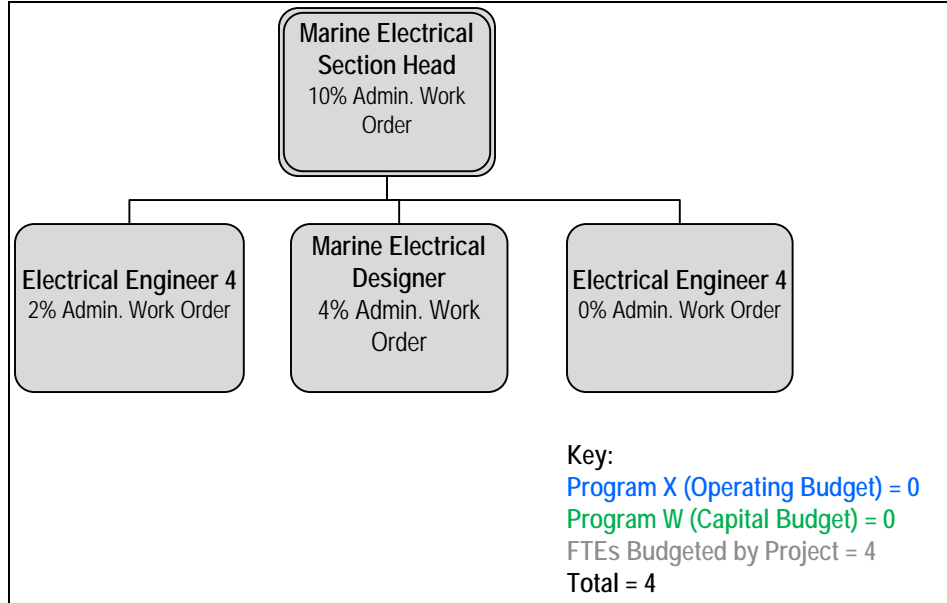 Marine Electrical
Section Head
10% Admin. Work
Order
Electrical Engineer 4
2% Admin. Work Order
Marine Electrical
Designer
4% Admin. Work
Order
Electrical Engineer 4
0% Admin. Work Order
Key:
Program X (Operating Budget) = 0
Program W (Capital Budget) = 0
FTEs Budgeted by Project = 4
Total = 4